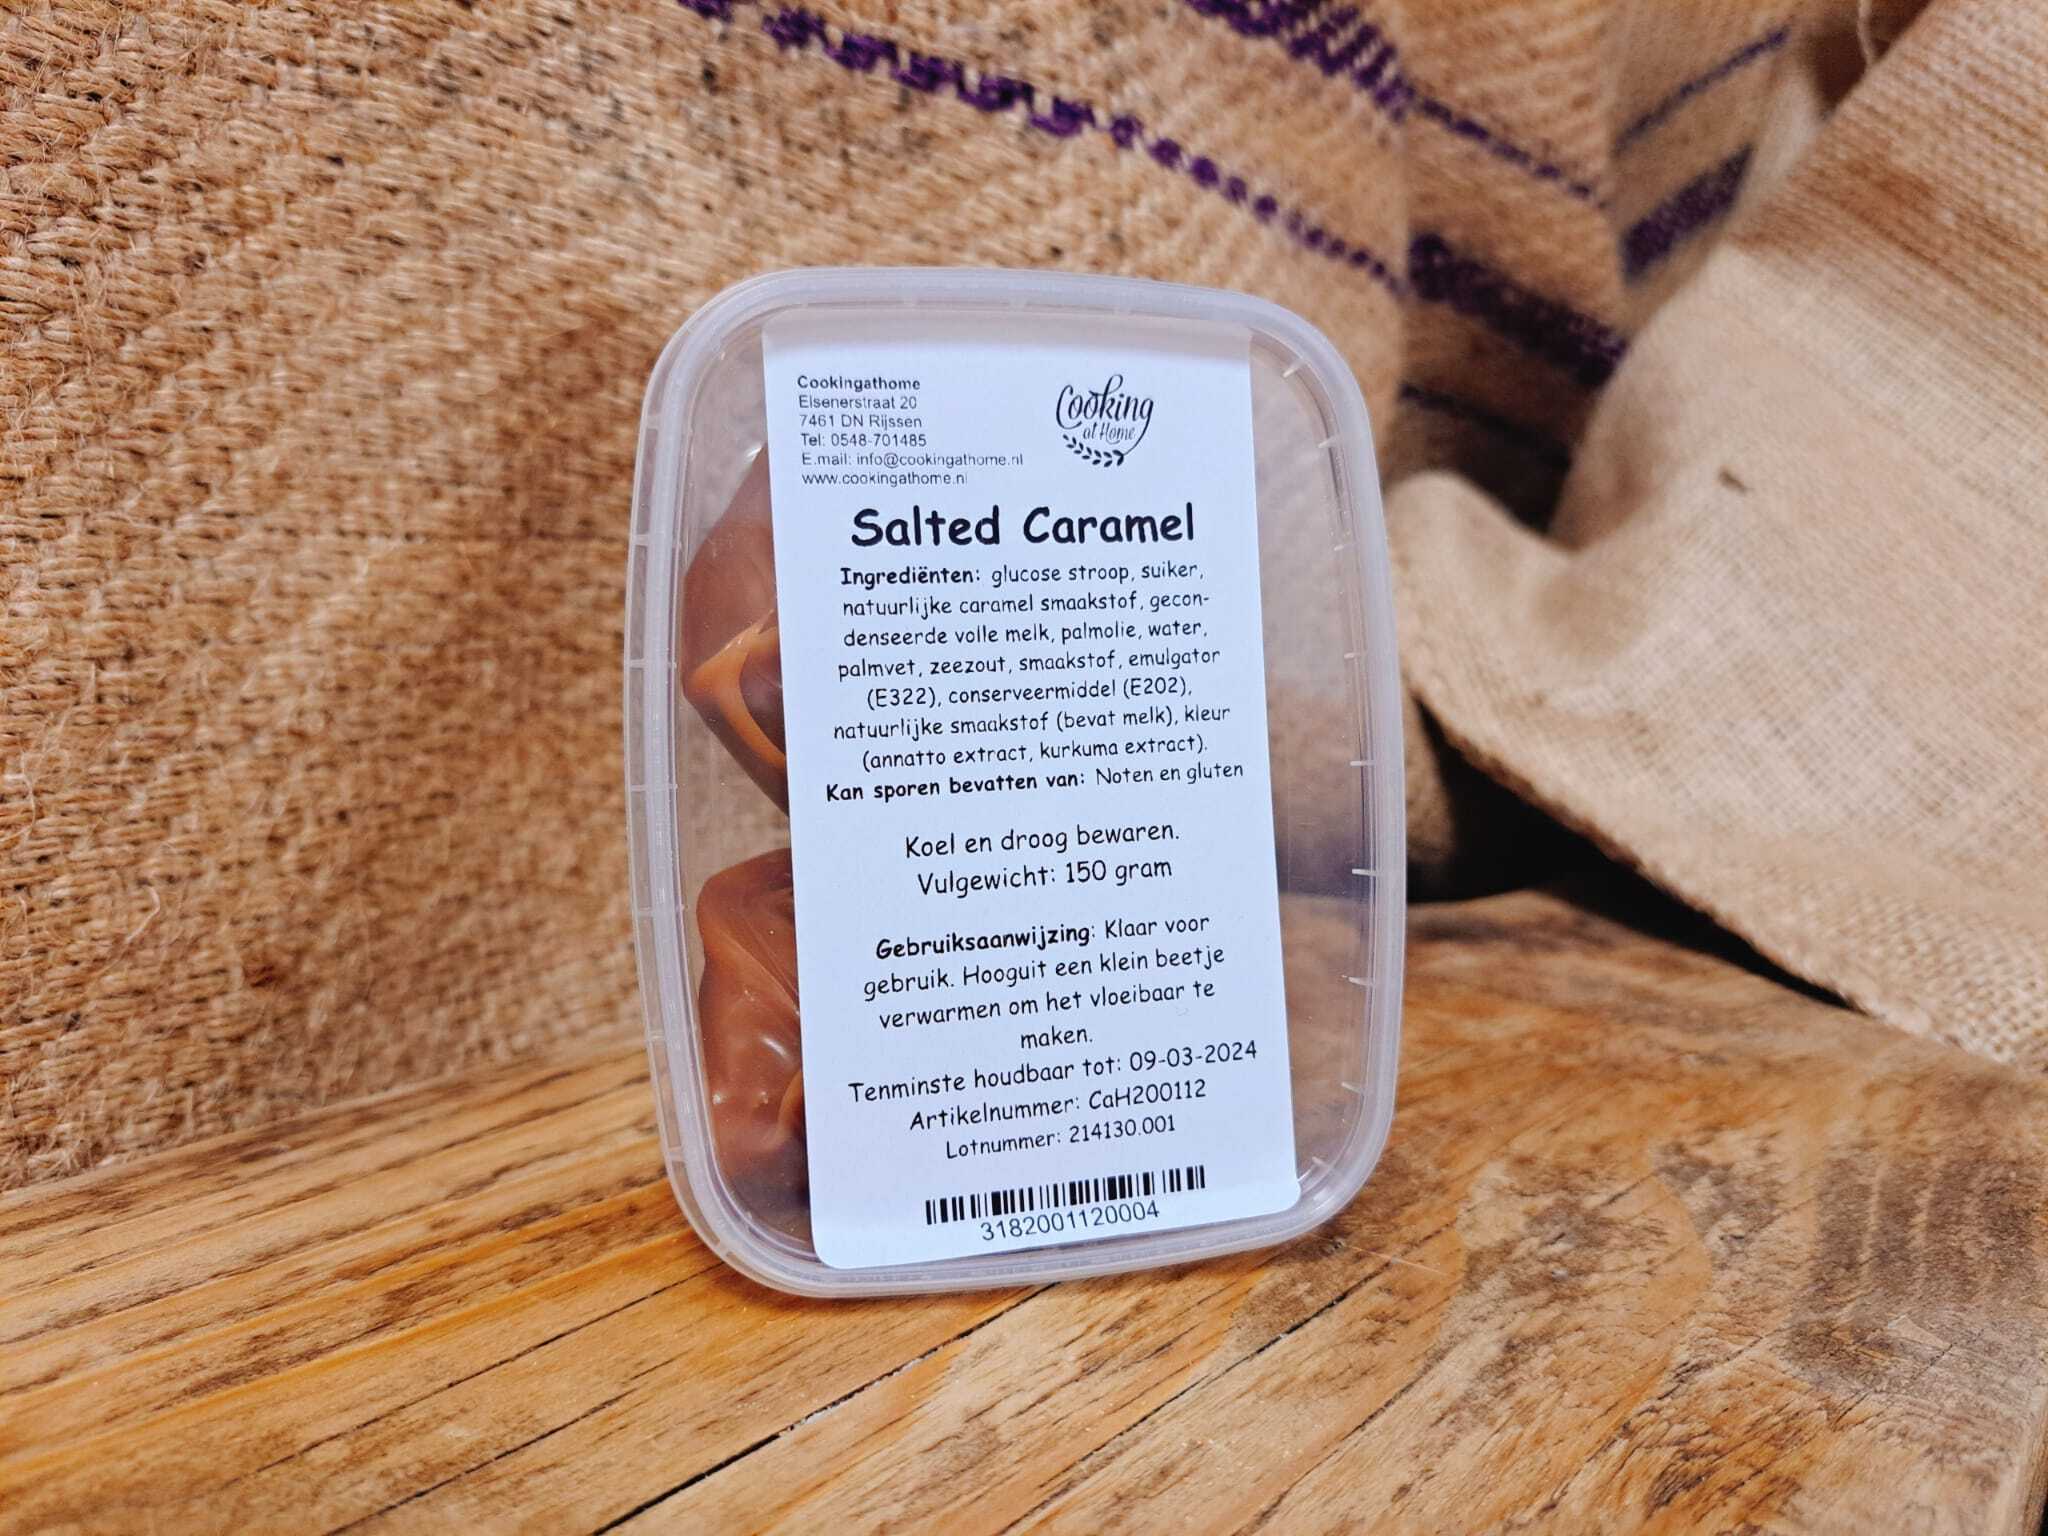 Cookingathome
Elsenerstraat 20
7461 DN Rijssen
Tel: 0548-701485
E.mail: info@cookingathome.nl
www.cookingathome.nl
Cooking
at Home
Salted Caramel
Ingrediënten: glucose stroop, suiker,
natuurlijke caramel smaakstof, gecon-
denseerde volle melk, palmolie, water,
palmvet, zeezout, smaakstof, emulgator
(E322), conserveermiddel (E202),
natuurlijke smaakstof (bevat melk), kleur
(annatto extract, kurkuma extract).
Kan sporen bevatten van: Noten en gluten
Koel en droog bewaren.
Vulgewicht: 150 gram
Gebruiksaanwijzing: Klaar voor
gebruik. Hooguit een klein beetje
verwarmen om het vloeibaar te
maken.
Tenminste houdbaar tot: 09-03-2024
Artikelnummer: CaH200112
Lotnummer: 214130.001
3182001120004